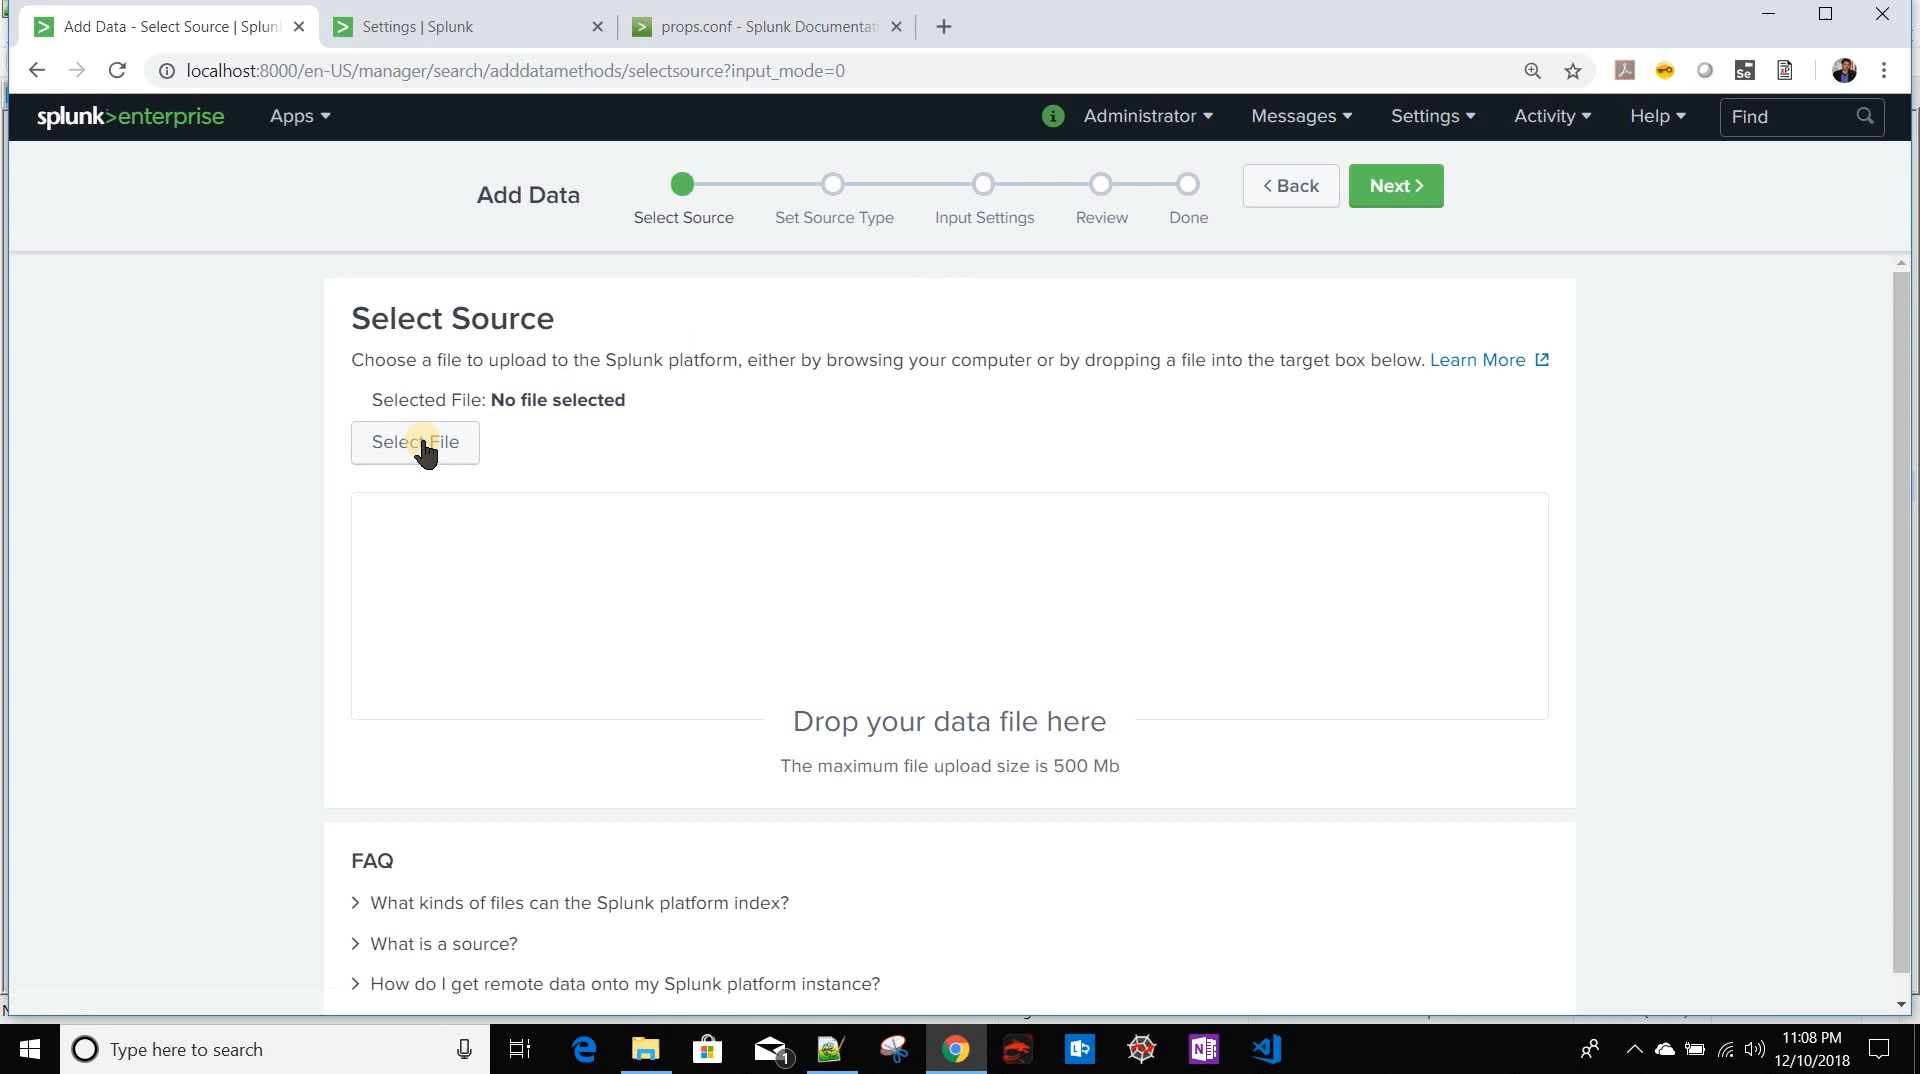 Add Data - Select Source | Splun
Settings | Splunk
props.conf - Splunk Documentati
localhost:8000/en-US/manager/search/adddatamethods/selectsource?input_mode=0
Se
splunk>enterprise
Apps
i
Administrator
Messages
Settings
Activity
Help
Find
Add Data
Select Source
Set Source Type
Input Settings
Review
Done
< Back
Next >
Select Source
Choose a file to upload to the Splunk platform, either by browsing your computer or by dropping a file into the target box below. Learn More
Selected File: No file selected
Select File
Drop your data file here
The maximum file upload size is 500 Mb
FAQ
> What kinds of files can the Splunk platform index?
> What is a source?
> How do I get remote data onto my Splunk platform instance?
Type here to search
1
11:08 PM
12/10/2018